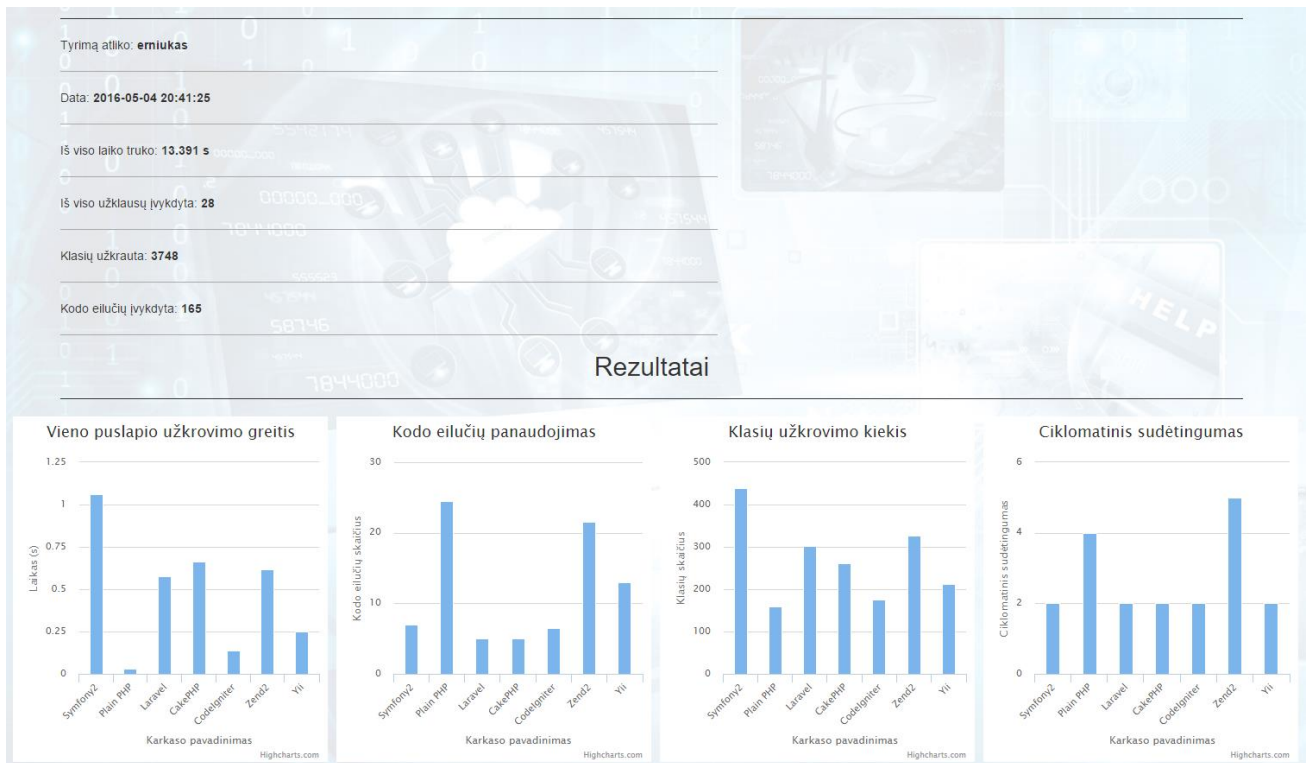 Tyrimą atliko: erniukas
Data: 2016-05-04 20:41:25
Iš viso laiko truko: 13.391 s
Iš viso užklausų įvykdyta: 28
Klasių užkrauta: 3748
Kodo eilučių įvykdyta: 165
HELP
Rezultatai
Vieno puslapio užkrovimo greitis
Laikas (s)
1.25
1
0.75
0.5
0.25
0
Symfony2
Plain PHP
Laravel
CakePHP
CodeIgniter
Zend2
Yii
Karkaso pavadinimas
Highcharts.com
Kodo eilučių panaudojimas
Kodo eilučių skaičius
30
20
10
0
Symfony2
Plain PHP
Laravel
CakePHP
CodeIgniter
Zend2
Yii
Karkaso pavadinimas
Highcharts.com
Klasių užkrovimo kiekis
Klasių skaičius
500
400
300
200
100
0
Symfony2
Plain PHP
Laravel
CakePHP
CodeIgniter
Zend2
Yii
Karkaso pavadinimas
Highcharts.com
Ciklomatinis sudėtingumas
Ciklomatinis sudėtingumas
6
4
2
0
Symfony2
Plain PHP
Laravel
CakePHP
CodeIgniter
Zend2
Yii
Karkaso pavadinimas
Highcharts.com